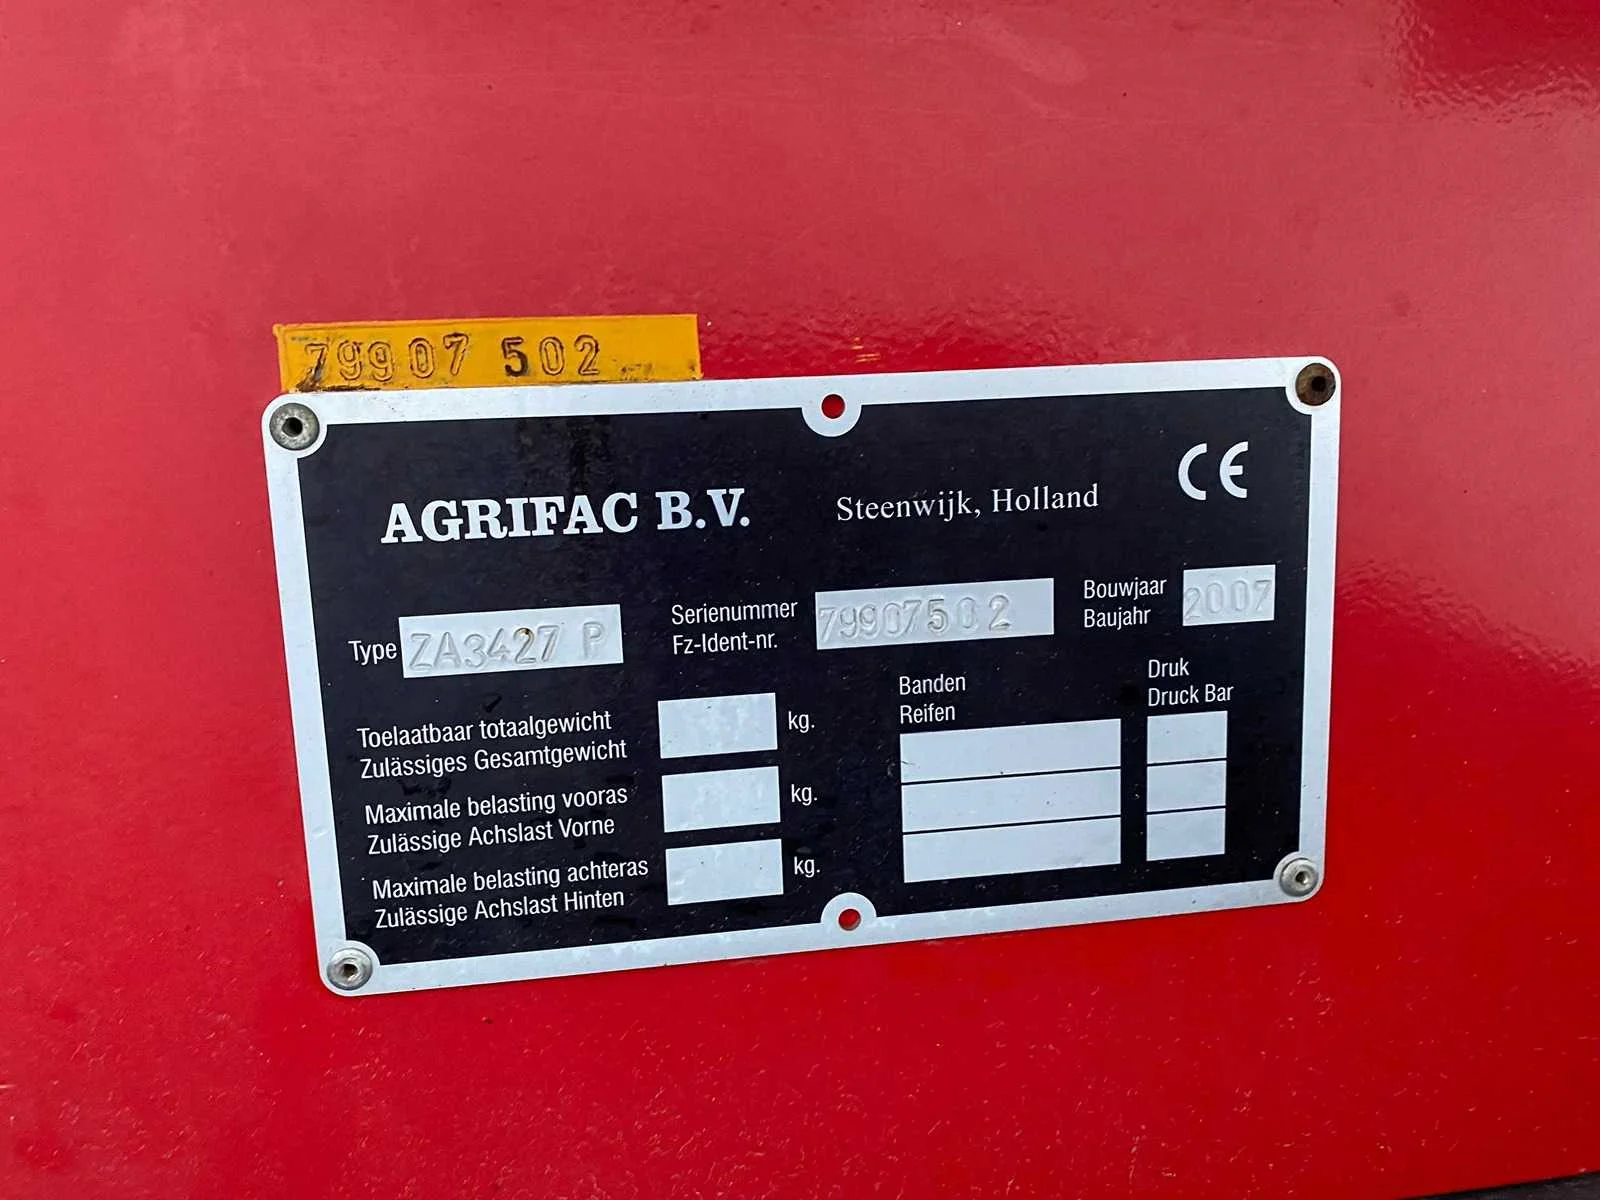 79907 502
AGRIFAC B.V. Steenwijk, Holland CE
Type ZA3427 P
Serienummer
Fz-Ident-nr. 79907502
Bouwjaar
Baujahr 2007
Toelaatbaar totaalgewicht
Zulässiges Gesamtgewicht kg.
Maximale belasting vooras
Zulässige Achslast Vorne kg.
Maximale belasting achteras
Zulässige Achslast Hinten kg.
Banden
Reifen
Druk
Druck Bar